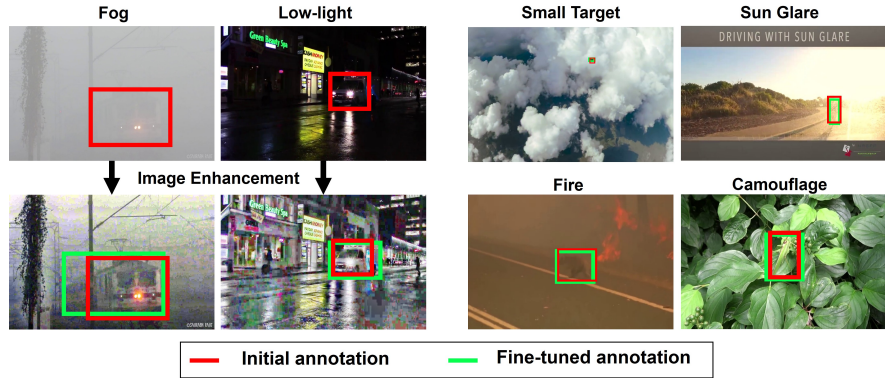 Fog
Low-light
Small Target
Sun Glare
Green Beauty Spa
DRIVING WITH SUN GLARE
Image Enhancement
Fire
Camouflage
Green Beauty Spa
Initial annotation
Fine-tuned annotation